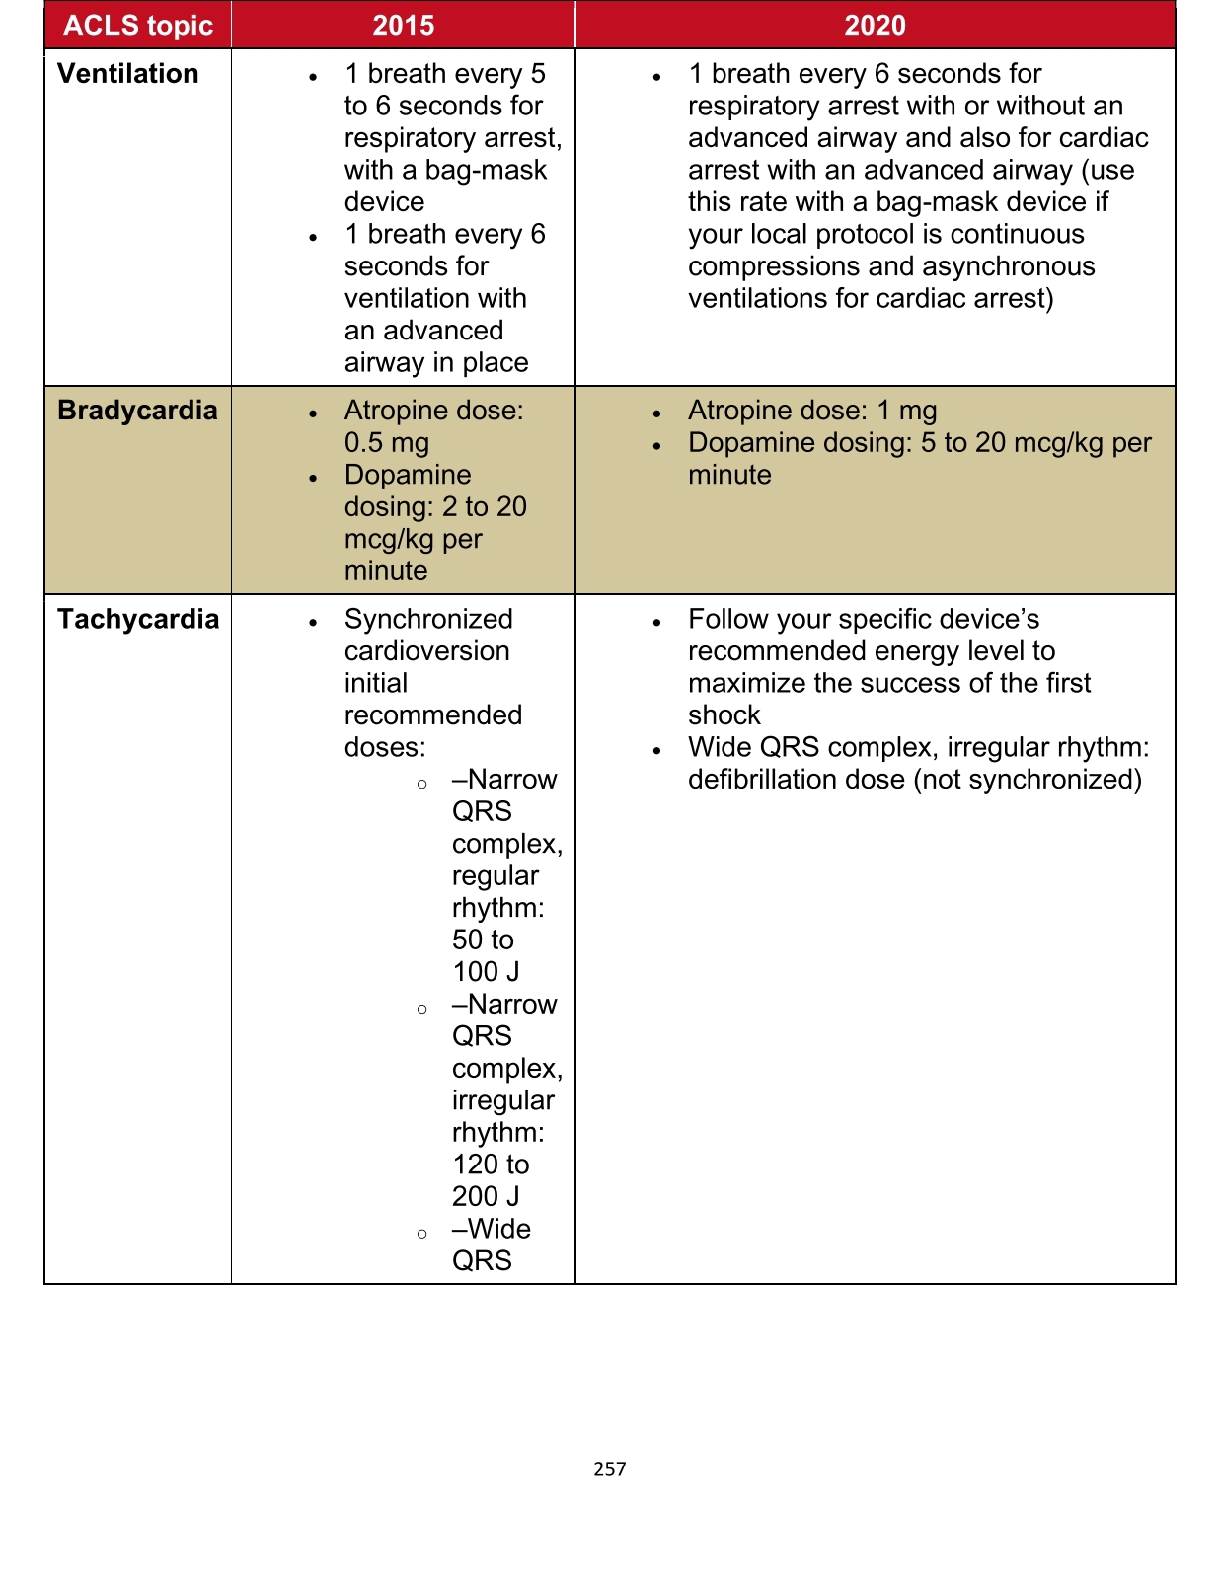 ACLS topic 2015 2020
Ventilation
• 1 breath every 5
to 6 seconds for
respiratory arrest,
with a bag-mask
device
• 1 breath every 6
seconds for
ventilation with
an advanced
airway in place
• 1 breath every 6 seconds for
respiratory arrest with or without an
advanced airway and also for cardiac
arrest with an advanced airway (use
this rate with a bag-mask device if
your local protocol is continuous
compressions and asynchronous
ventilations for cardiac arrest)
Bradycardia
• Atropine dose:
0.5 mg
• Dopamine
dosing: 2 to 20
mcg/kg per
minute
• Atropine dose: 1 mg
• Dopamine dosing: 5 to 20 mcg/kg per
minute
Tachycardia
• Synchronized
cardioversion
initial
recommended
doses:
o –Narrow
QRS
complex,
regular
rhythm:
50 to
100 J
o –Narrow
QRS
complex,
irregular
rhythm:
120 to
200 J
o –Wide
QRS
• Follow your specific device’s
recommended energy level to
maximize the success of the first
shock
• Wide QRS complex, irregular rhythm:
defibrillation dose (not synchronized)
257